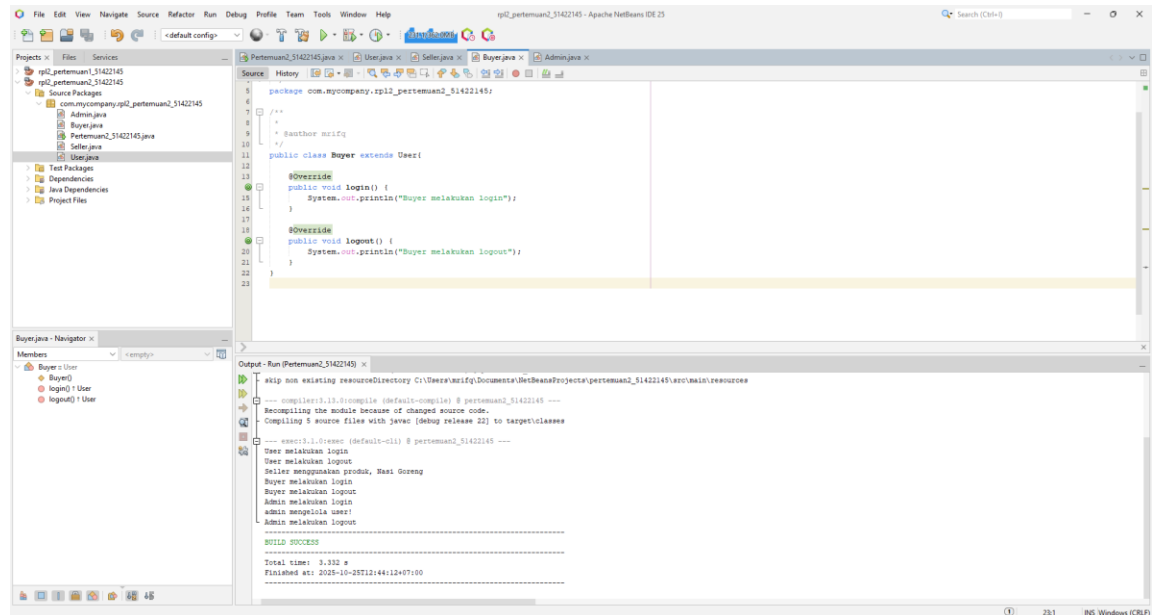 File Edit View Navigate Source Refactor Run Debug Profile Team Tools Window Help
rpl2_pertemuan2_51422145 - Apache NetBeans IDE 25
Search (Ctrl+I)
<default config>
Projects Files Services
rpl2_pertemuan1_51422145
rpl2_pertemuan2_51422145
Source Packages
com.mycompany.rpl2_pertemuan2_51422145
Admin.java
Buyer.java
Pertemuan2_51422145.java
Seller.java
User.java
Test Packages
Dependencies
Java Dependencies
Project Files
Pertemuan2_51422145.java User.java Seller.java Buyer.java Admin.java
Source History
5 package com.mycompany.rpl2_pertemuan2_51422145;
6
7 /**
8 *
9 * @author mrifq
10 */
11 public class Buyer extends User{
12
13 @Override
public void login() {
15 System.out.println("Buyer melakukan login");
16 }
17
18 @Override
public void logout() {
20 System.out.println("Buyer melakukan logout");
21 }
22 }
23
Buyer.java - Navigator
Members <empty>
Buyer :: User
Buyer()
login() ↑ User
logout() ↑ User
Output - Run (Pertemuan2_51422145)
skip non existing resourceDirectory C:\Users\mrifq\Documents\NetBeansProjects\pertemuan2_51422145\src\main\resources
--- compiler:3.13.0:compile (default-compile) @ pertemuan2_51422145 ---
Recompiling the module because of changed source code.
Compiling 5 source files with javac [debug release 22] to target\classes
--- exec:3.1.0:exec (default-cli) @ pertemuan2_51422145 ---
User melakukan login
User melakukan logout
Seller menggunakan produk, Nasi Goreng
Buyer melakukan login
Buyer melakukan logout
Admin melakukan login
admin mengelola user!
Admin melakukan logout
------------------------------------------------------------------------
BUILD SUCCESS
------------------------------------------------------------------------
Total time: 3.332 s
Finished at: 2025-10-25T12:44:12+07:00
------------------------------------------------------------------------
23:1 INS Windows (CRLF)